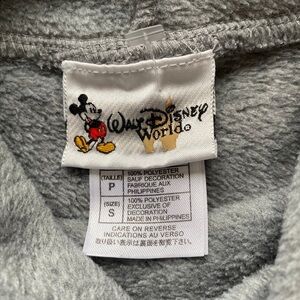 Walt Disney
World®
(TAILLE)
P
100% POLYESTER
SAUF DECORATION
FABRIQUE AUX
PHILIPPINES
(SIZE)
S
100% POLYESTER
EXCLUSIVE OF
DECORATION
MADE IN PHILIPPINES
CARE ON REVERSE
INDICATIONS AU VERSO
取り扱い表示は裏面を御覧下さい。